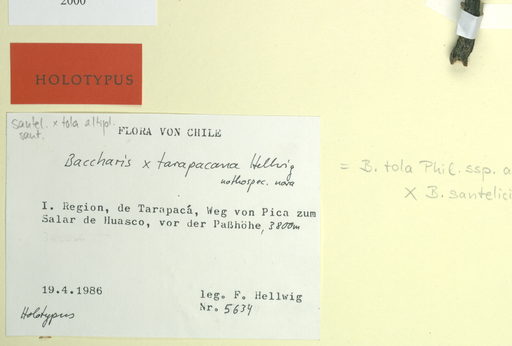 2000
HOLOTYPUS
santel. x tola altipl.
sant.
FLORA VON CHILE
Baccharis x tarapacana Hellwig
nothospec. nova
I. Region, de Tarapacá, Weg von Pica zum
Salar de Huasco, vor der Paßhöhe, 3800m
19.4.1986
leg. F. Hellwig
Nr. 5634
Holotypus
= B. tola Phil. ssp. a
X B. santelici